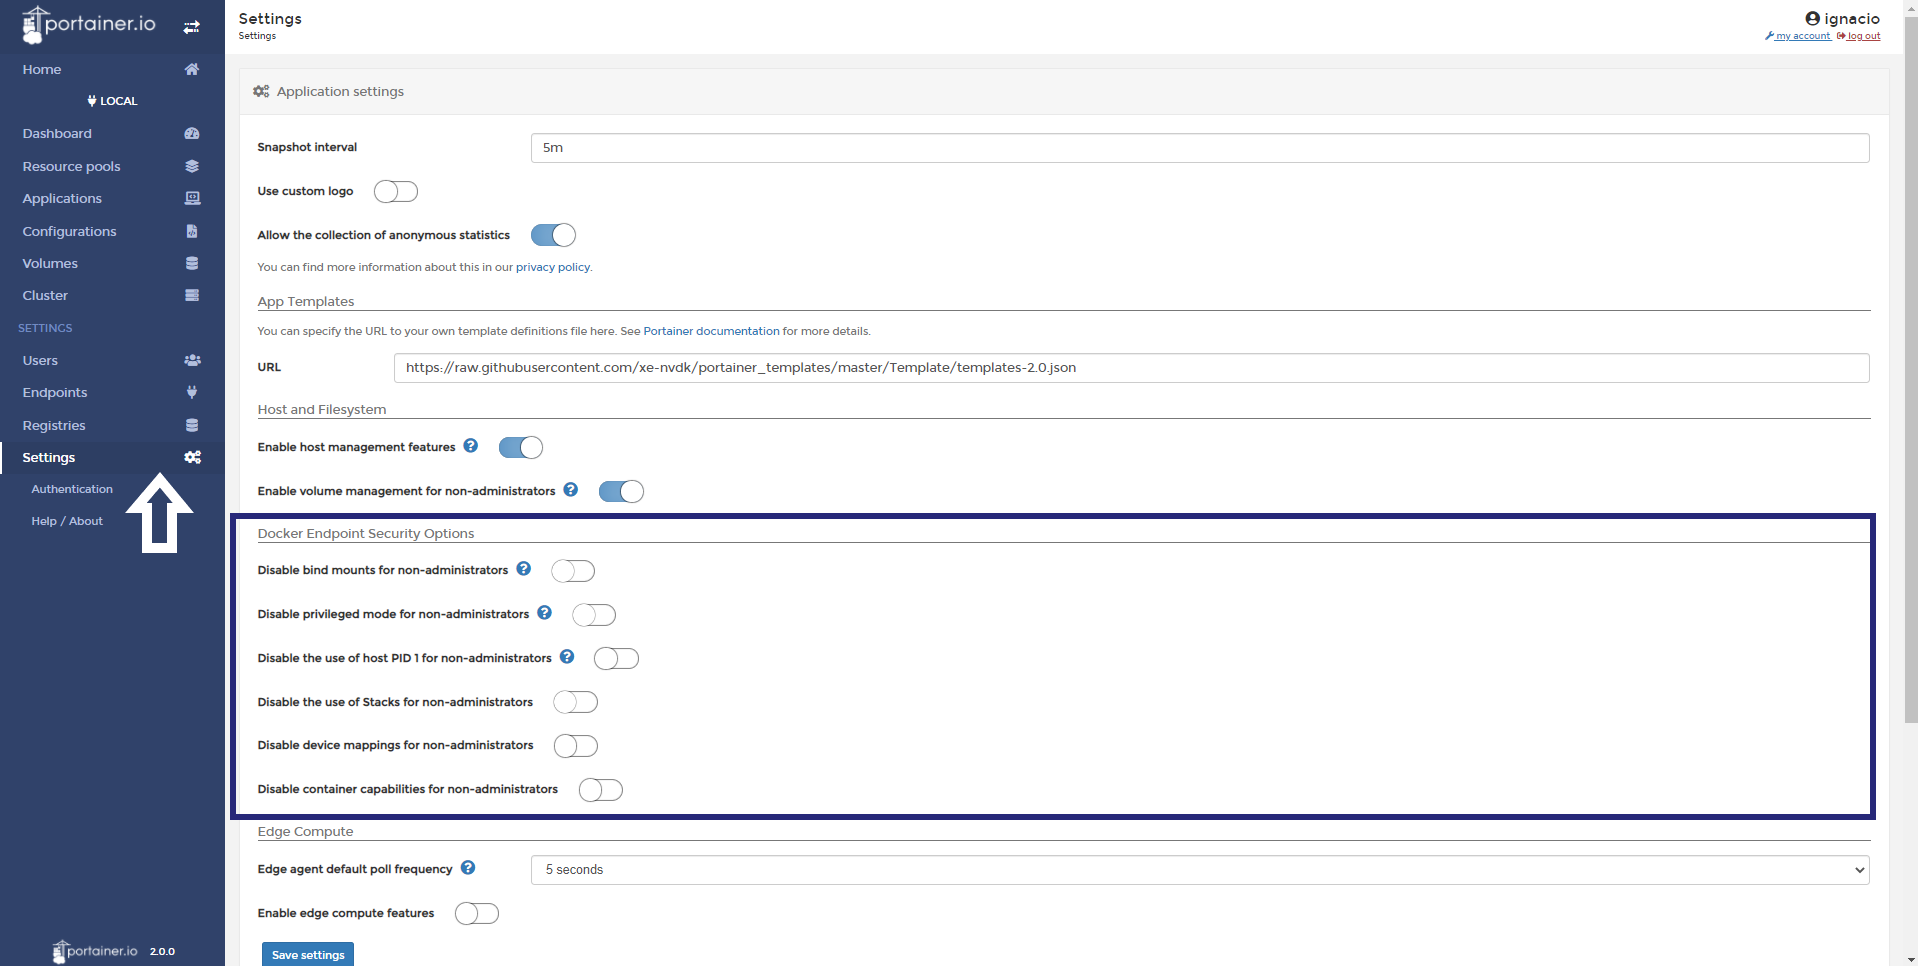 portainer.io
Home
LOCAL
Dashboard
Resource pools
Applications
Configurations
Volumes
Cluster
SETTINGS
Users
Endpoints
Registries
Settings
Authentication
Help / About
portainer.io 2.0.0
Settings
Settings
ignacio
my account log out
Application settings
Snapshot interval 5m
Use custom logo
Allow the collection of anonymous statistics
You can find more information about this in our privacy policy.
App Templates
You can specify the URL to your own template definitions file here. See Portainer documentation for more details.
URL https://raw.githubusercontent.com/xe-nvdk/portainer_templates/master/Template/templates-2.0.json
Host and Filesystem
Enable host management features ?
Enable volume management for non-administrators ?
Docker Endpoint Security Options
Disable bind mounts for non-administrators ?
Disable privileged mode for non-administrators ?
Disable the use of host PID 1 for non-administrators ?
Disable the use of Stacks for non-administrators
Disable device mappings for non-administrators
Disable container capabilities for non-administrators
Edge Compute
Edge agent default poll frequency ? 5 seconds
Enable edge compute features
Save settings